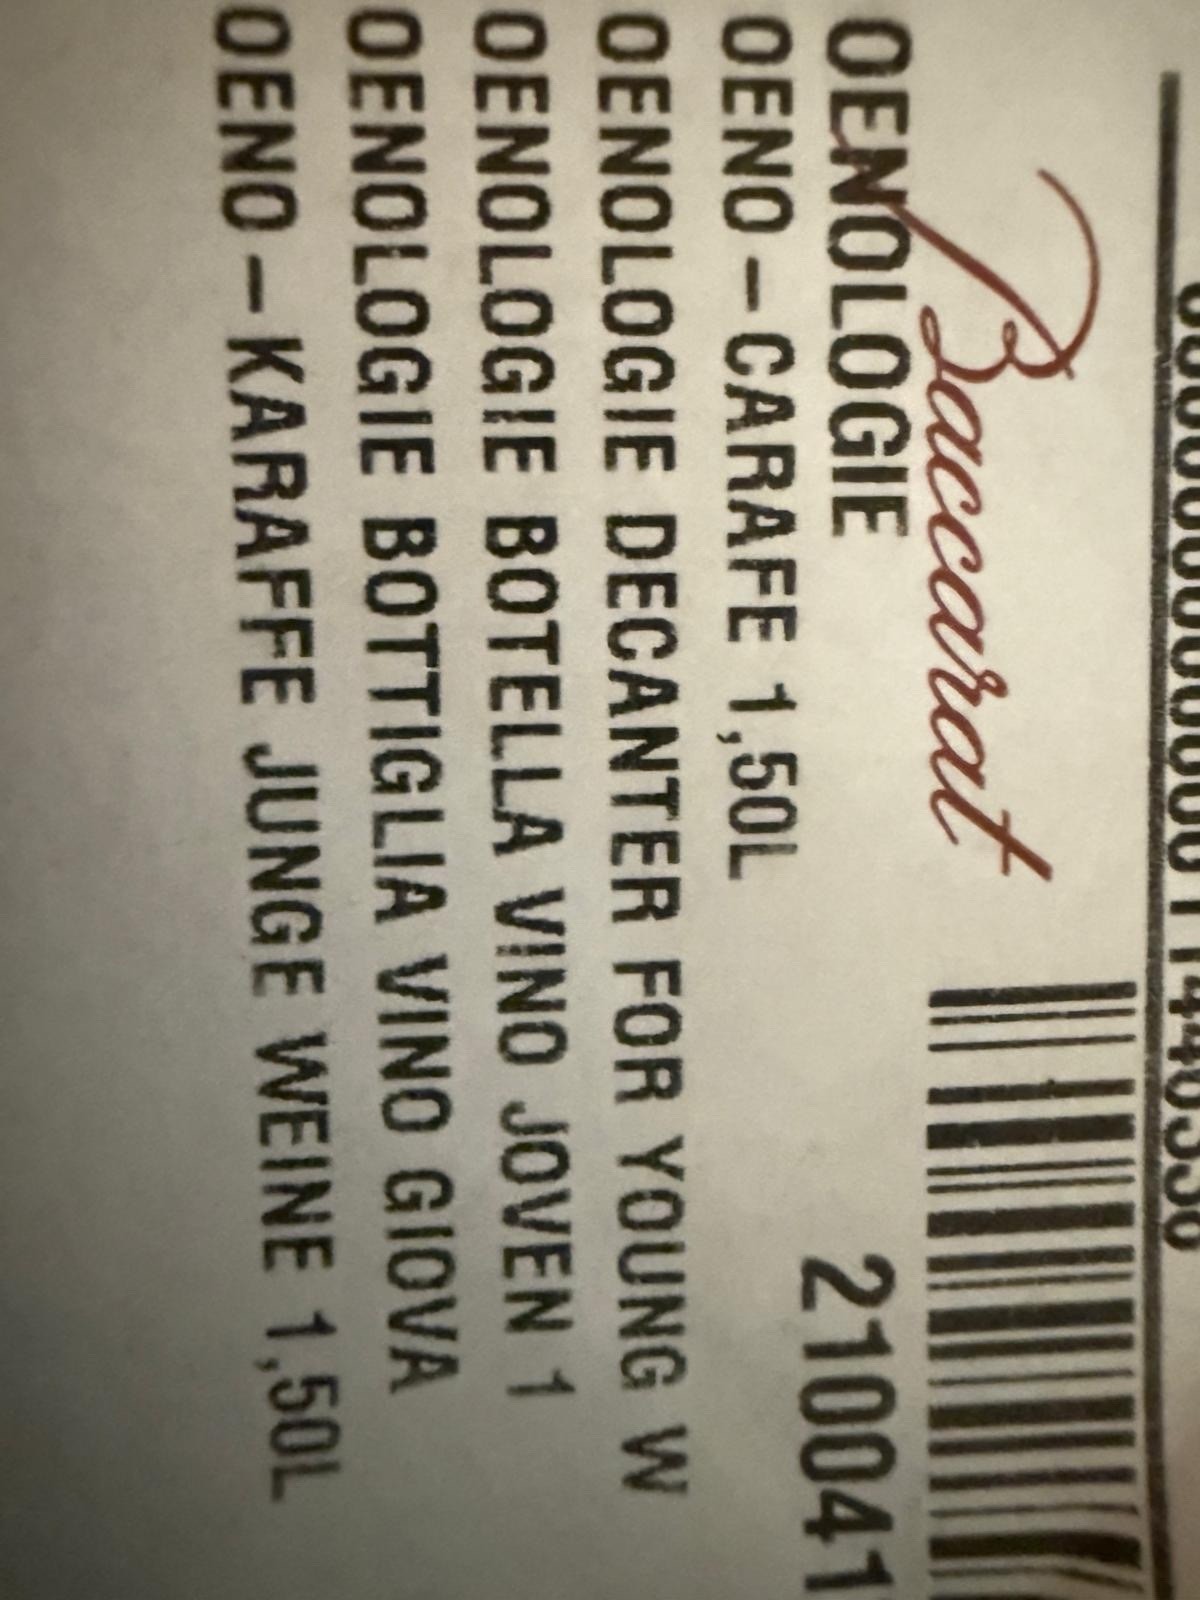 Baccarat
OENOLOGIE 210041
OENO-CARAFE 1,50L
OENOLOGIE DECANTER FOR YOUNG W
OENOLOGIE BOTELLA VINO JOVEN 1
OENOLOGIE BOTTIGLIA VINO GIOVA
OENO-KARAFFE JUNGE WEINE 1,50L